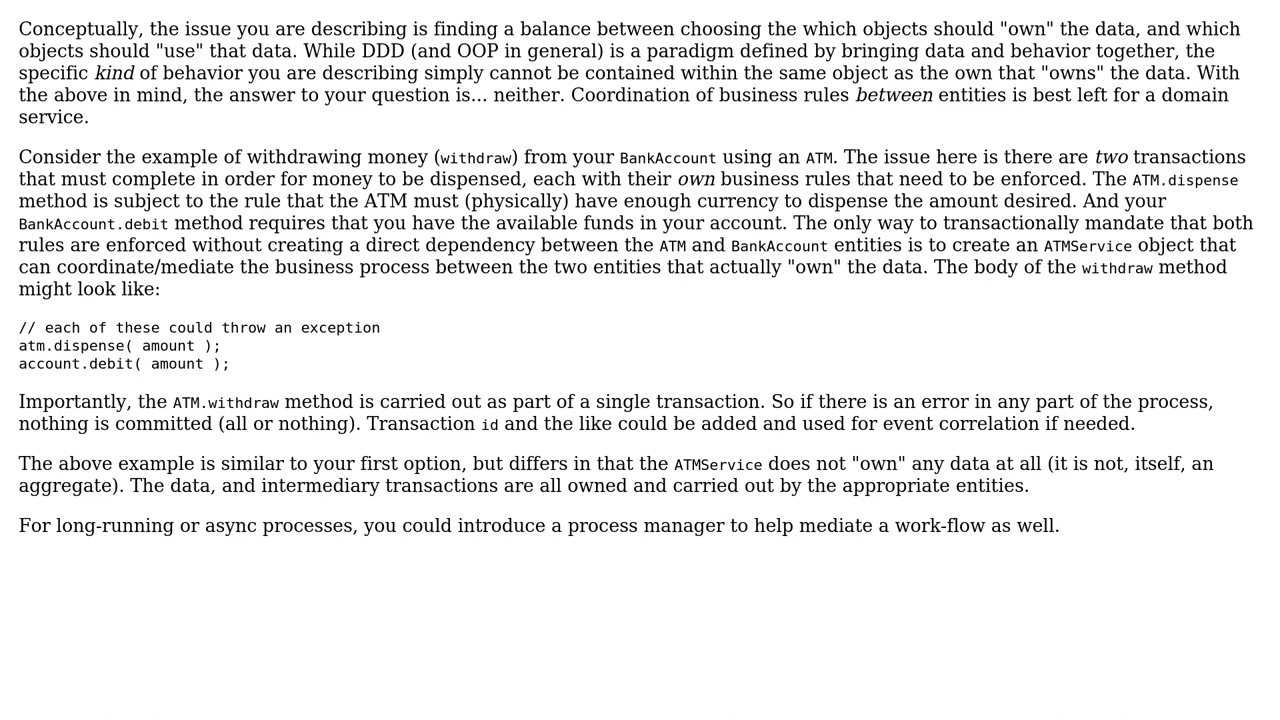 Conceptually, the issue you are describing is finding a balance between choosing the which objects should "own" the data, and which
objects should "use" that data. While DDD (and OOP in general) is a paradigm defined by bringing data and behavior together, the
specific kind of behavior you are describing simply cannot be contained within the same object as the own that "owns" the data. With
the above in mind, the answer to your question is... neither. Coordination of business rules between entities is best left for a domain
service.
Consider the example of withdrawing money (withdraw) from your BankAccount using an ATM. The issue here is there are two transactions
that must complete in order for money to be dispensed, each with their own business rules that need to be enforced. The ATM.dispense
method is subject to the rule that the ATM must (physically) have enough currency to dispense the amount desired. And your
BankAccount.debit method requires that you have the available funds in your account. The only way to transactionally mandate that both
rules are enforced without creating a direct dependency between the ATM and BankAccount entities is to create an ATMService object that
can coordinate/mediate the business process between the two entities that actually "own" the data. The body of the withdraw method
might look like:
// each of these could throw an exception
atm.dispense( amount );
account.debit( amount );
Importantly, the ATM.withdraw method is carried out as part of a single transaction. So if there is an error in any part of the process,
nothing is committed (all or nothing). Transaction id and the like could be added and used for event correlation if needed.
The above example is similar to your first option, but differs in that the ATMService does not "own" any data at all (it is not, itself, an
aggregate). The data, and intermediary transactions are all owned and carried out by the appropriate entities.
For long-running or async processes, you could introduce a process manager to help mediate a work-flow as well.